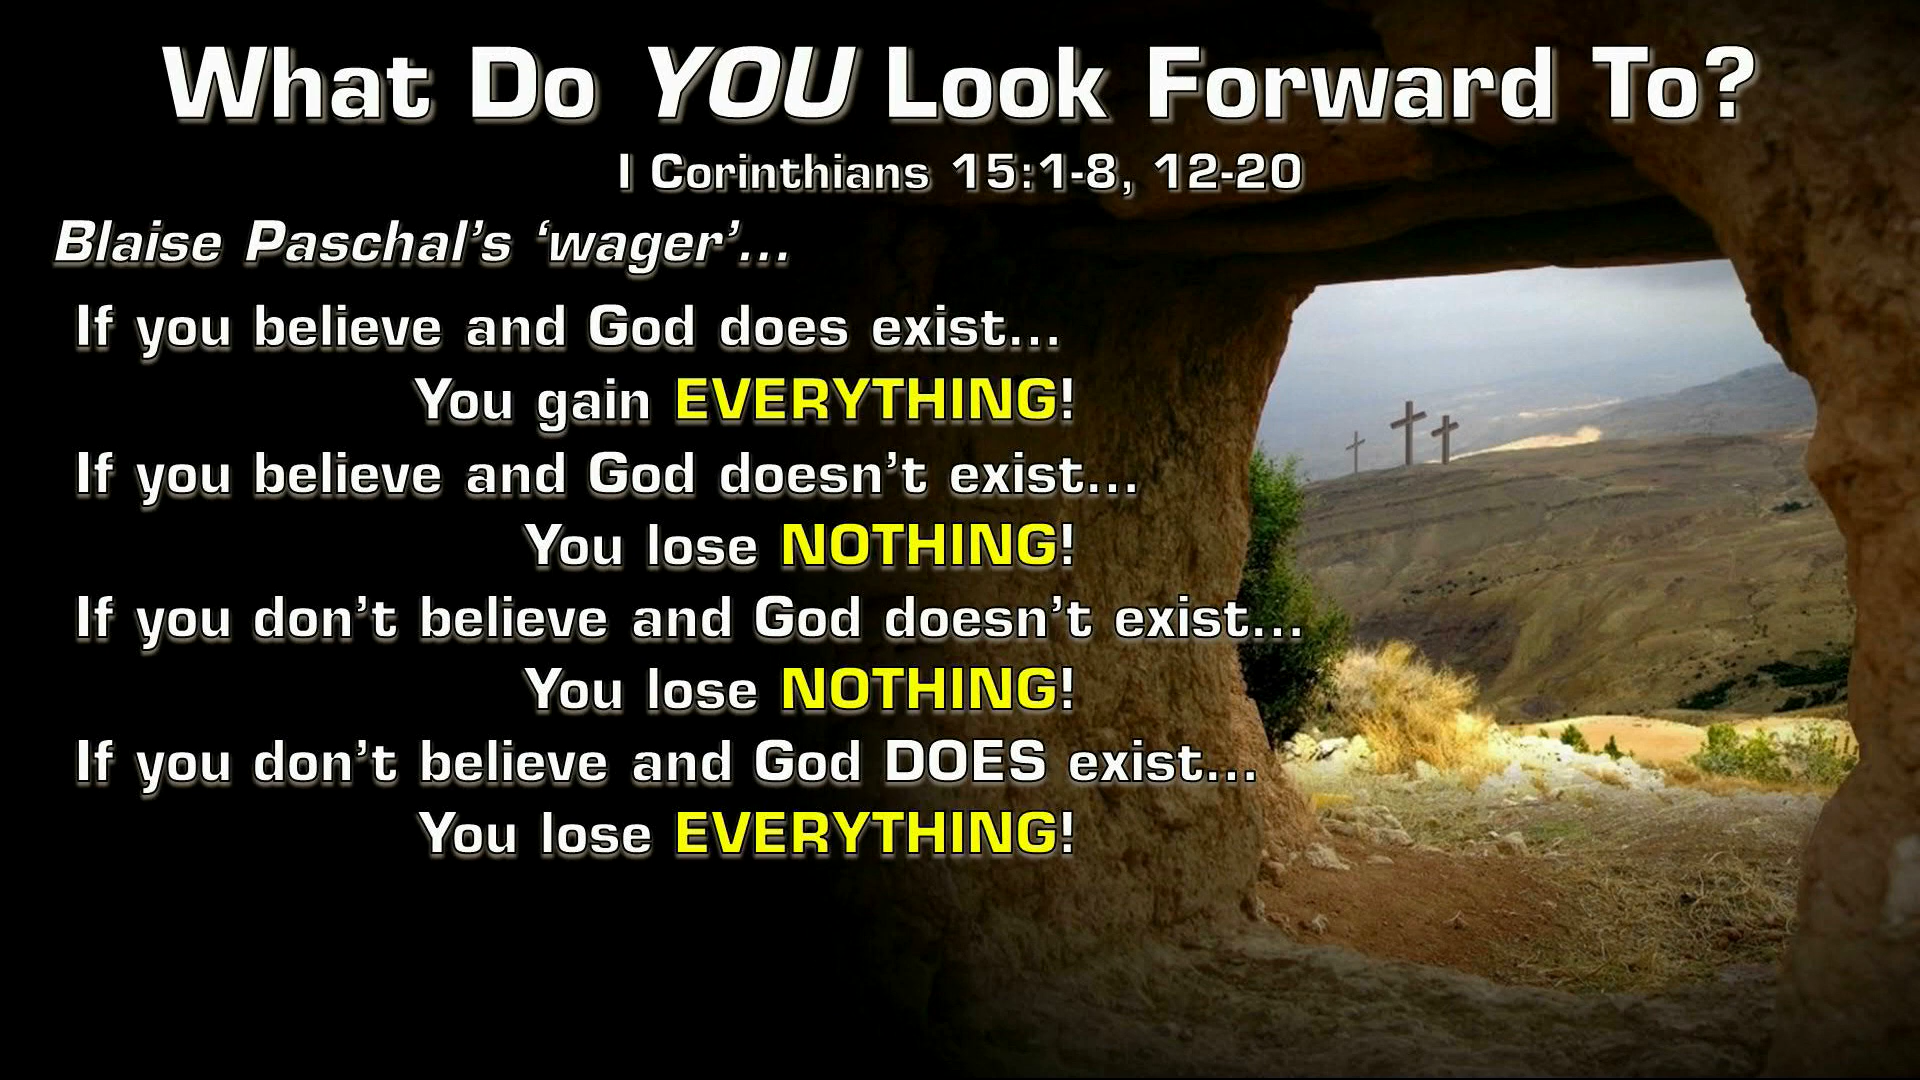 What Do YOU Look Forward To?
I Corinthians 15:1-8, 12-20
Blaise Paschal’s ‘wager’...
If you believe and God does exist...
You gain EVERYTHING!
If you believe and God doesn’t exist...
You lose NOTHING!
If you don’t believe and God doesn’t exist...
You lose NOTHING!
If you don’t believe and God DOES exist...
You lose EVERYTHING!